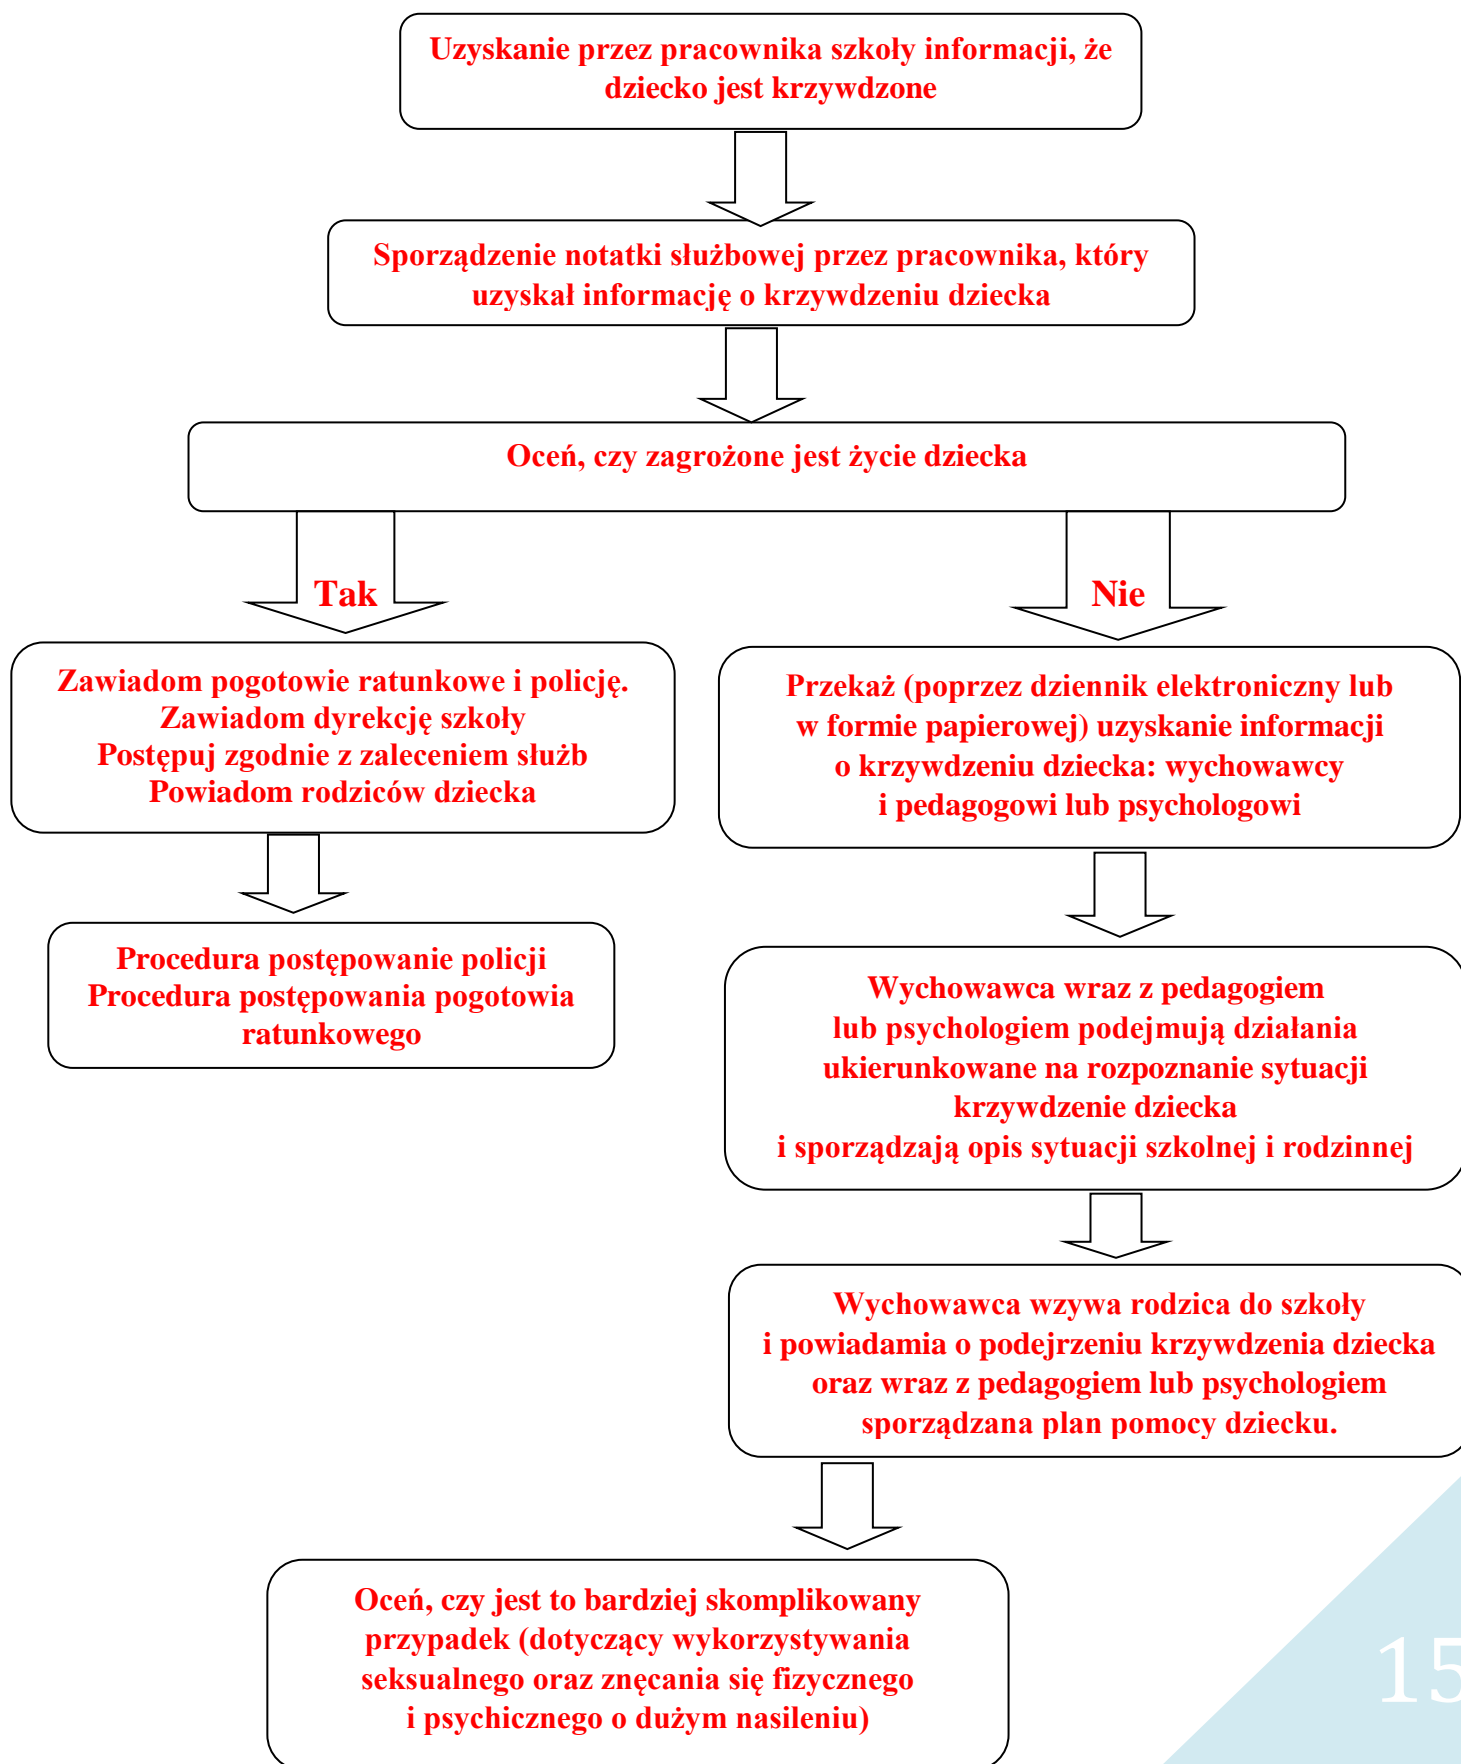 Uzyskanie przez pracownika szkoły informacji, że
dziecko jest krzywdzone
Sporządzenie notatki służbowej przez pracownika, który
uzyskał informację o krzywdzeniu dziecka
Oceń, czy zagrożone jest życie dziecka
Tak
Nie
Zawiadom pogotowie ratunkowe i policję.
Zawiadom dyrekcję szkoły
Postępuj zgodnie z zaleceniem służb
Powiadom rodziców dziecka
Przekaż (poprzez dziennik elektroniczny lub
w formie papierowej) uzyskanie informacji
o krzywdzeniu dziecka: wychowawcy
i pedagogowi lub psychologowi
Procedura postępowanie policji
Procedura postępowania pogotowia
ratunkowego
Wychowawca wraz z pedagogiem
lub psychologiem podejmują działania
ukierunkowane na rozpoznanie sytuacji
krzywdzenie dziecka
i sporządzają opis sytuacji szkolnej i rodzinnej
Wychowawca wzywa rodzica do szkoły
i powiadamia o podejrzeniu krzywdzenia dziecka
oraz wraz z pedagogiem lub psychologiem
sporządzana plan pomocy dziecku.
Oceń, czy jest to bardziej skomplikowany
przypadek (dotyczący wykorzystywania
seksualnego oraz znęcania się fizycznego
i psychicznego o dużym nasileniu)
15